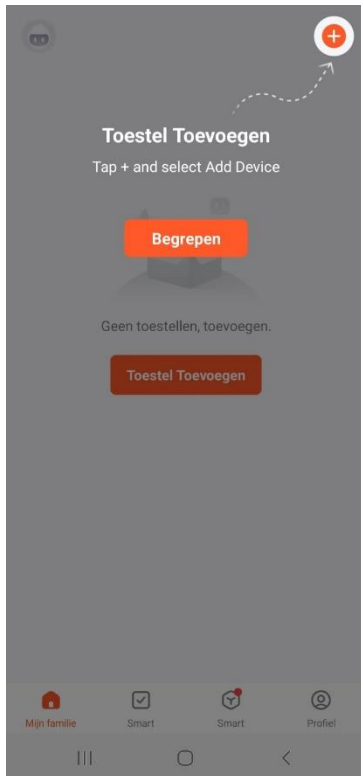 Toestel Toevoegen
Tap + and select Add Device
Begrepen
Geen toestellen, toevoegen.
Toestel Toevoegen
Mijn familie
Smart
Smart
Profiel